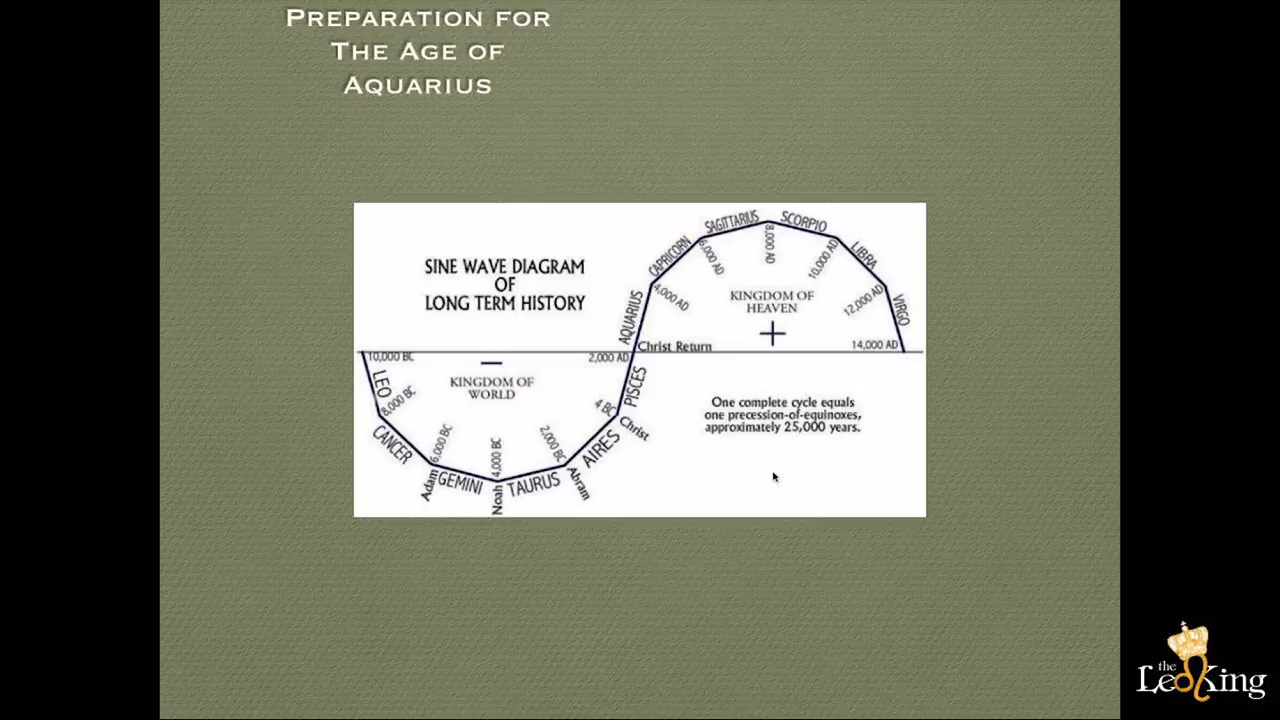 PREPARATION FOR
THE AGE OF
AQUARIUS
SINE WAVE DIAGRAM
OF
LONG TERM HISTORY
10,000 BC
LEO
8,000 BC
CANCER
6,000 BC
Adam
GEMINI
4,000 BC
Noah
TAURUS
2,000 BC
Abram
AIRES
4 BC
Christ
PISCES
2,000 AD
KINGDOM OF
WORLD
Christ Return
AQUARIUS
4,000 AD
CAPRICORN
6,000 AD
SAGITTARIUS
8,000 AD
SCORPIO
10,000 AD
LIBRA
12,000 AD
VIRGO
14,000 AD
KINGDOM OF
HEAVEN
+
One complete cycle equals
one precession-of-equinoxes,
approximately 25,000 years.
the
LeoKing